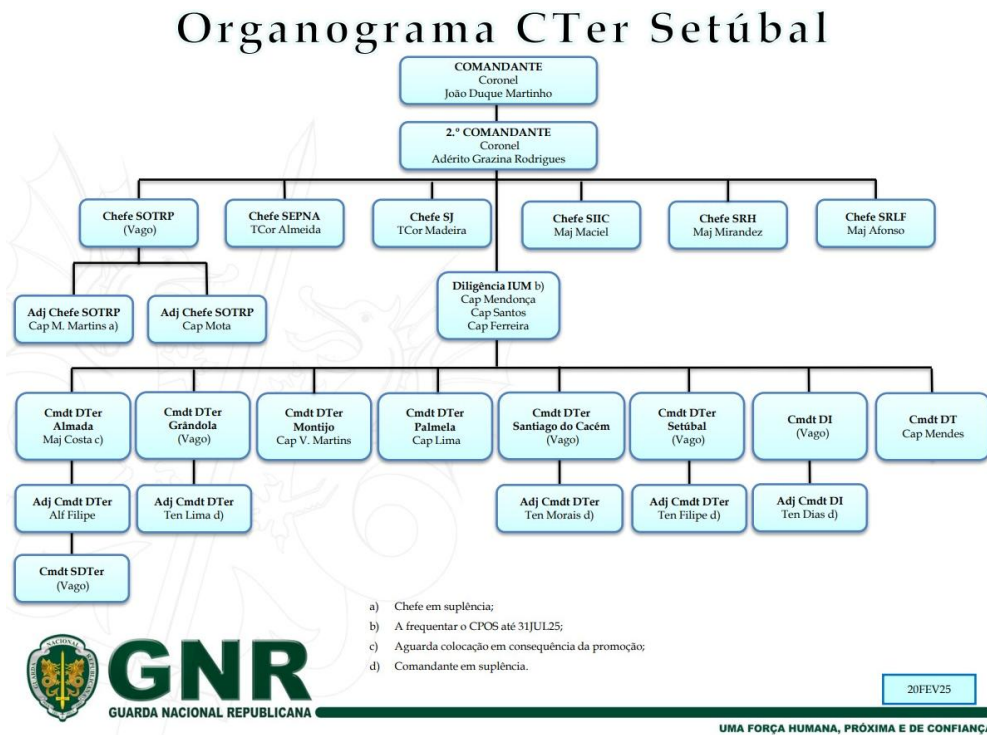 Organograma CTer Setúbal
COMANDANTE
Coronel
João Duque Martinho
2.º COMANDANTE
Coronel
Adérito Grazina Rodrigues
Chefe SOTRP
(Vago)
Chefe SEPNA
TCor Almeida
Chefe SJ
TCor Madeira
Chefe SIIC
Maj Maciel
Chefe SRH
Maj Mirandez
Chefe SRLF
Maj Afonso
Adj Chefe SOTRP
Cap M. Martins a)
Adj Chefe SOTRP
Cap Mota
Diligência IUM b)
Cap Mendonça
Cap Santos
Cap Ferreira
Cmdt DTer
Almada
Maj Costa c)
Cmdt DTer
Grândola
(Vago)
Cmdt DTer
Montijo
Cap V. Martins
Cmdt DTer
Palmela
Cap Lima
Cmdt DTer
Santiago do Cacém
(Vago)
Cmdt DTer
Setúbal
(Vago)
Cmdt DI
(Vago)
Cmdt DT
Cap Mendes
Adj Cmdt DTer
Alf Filipe
Adj Cmdt DTer
Ten Lima d)
Adj Cmdt DTer
Ten Morais d)
Adj Cmdt DTer
Ten Filipe d)
Adj Cmdt DI
Ten Dias d)
Cmdt SDTer
(Vago)
a) Chefe em suplência;
b) A frequentar o CPOS até 31JUL25;
c) Aguarda colocação em consequência da promoção;
d) Comandante em suplência.
GUARDA NACIONAL REPUBLICANA
GNR
GUARDA NACIONAL REPUBLICANA
20FEV25
UMA FORÇA HUMANA, PRÓXIMA E DE CONFIANÇA